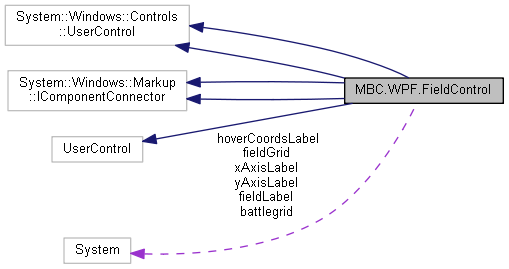 System::Windows::Controls
::UserControl
System::Windows::Markup
::IComponentConnector
MBC.WPF.FieldControl
UserControl
hoverCoordsLabel
fieldGrid
xAxisLabel
yAxisLabel
fieldLabel
battlegrid
System